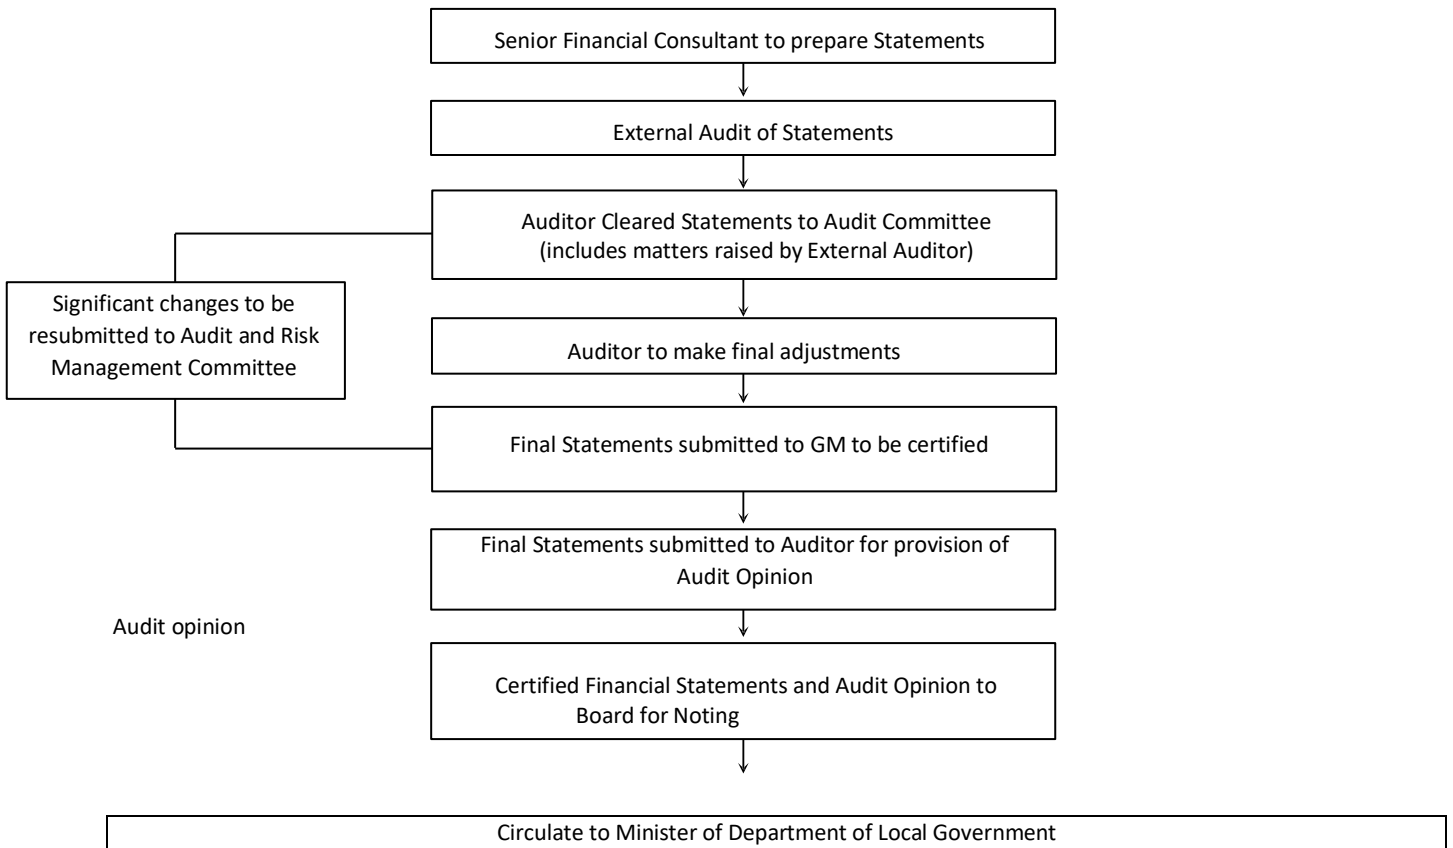 Senior Financial Consultant to prepare Statements
External Audit of Statements
Auditor Cleared Statements to Audit Committee
(includes matters raised by External Auditor)
Significant changes to be
resubmitted to Audit and Risk
Management Committee
Auditor to make final adjustments
Final Statements submitted to GM to be certified
Final Statements submitted to Auditor for provision of
Audit Opinion
Audit opinion
Certified Financial Statements and Audit Opinion to
Board for Noting
Circulate to Minister of Department of Local Government